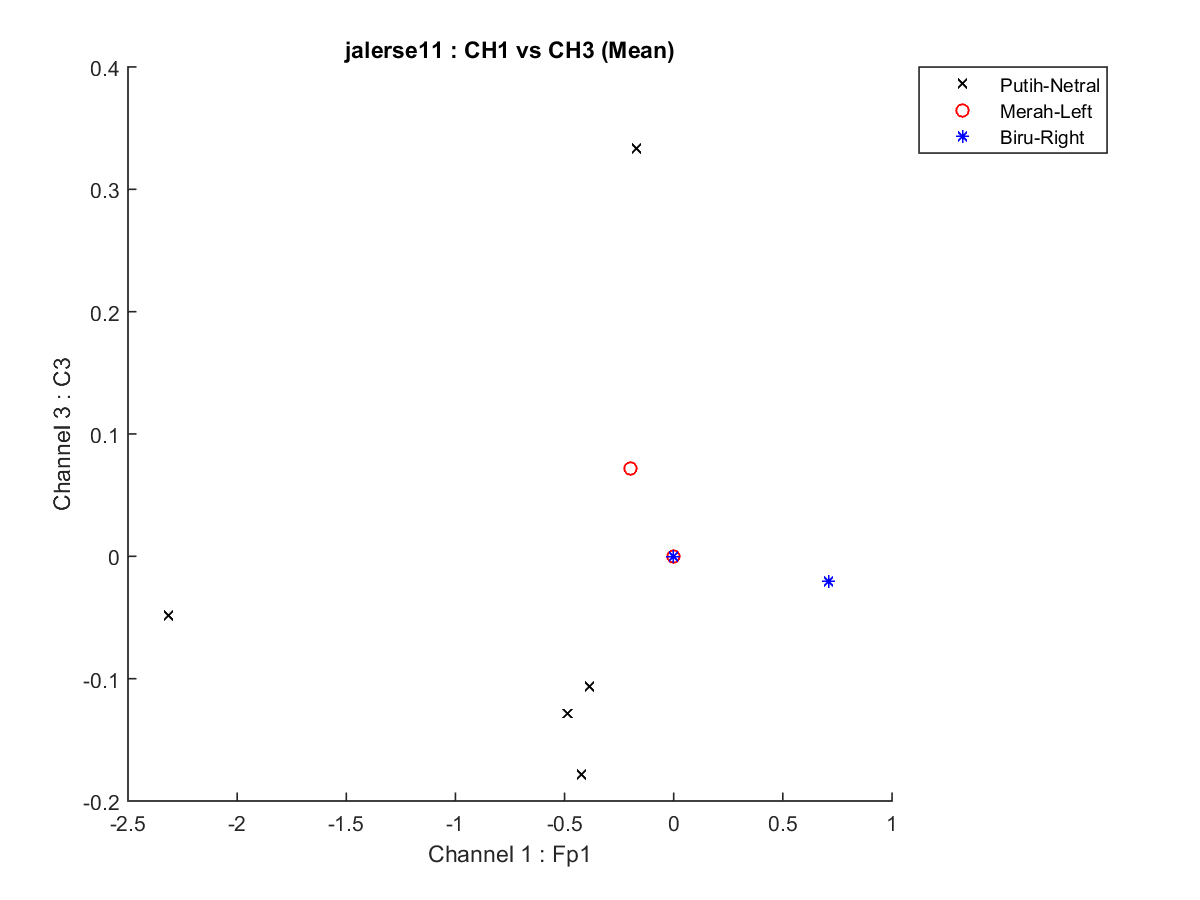 jalerse11 : CH1 vs CH3 (Mean)
Putih-Netral
Merah-Left
Biru-Right
0.4
0.3
0.2
0.1
0
-0.1
-0.2
Channel 3 : C3
-2.5 -2 -1.5 -1 -0.5 0 0.5 1
Channel 1 : Fp1